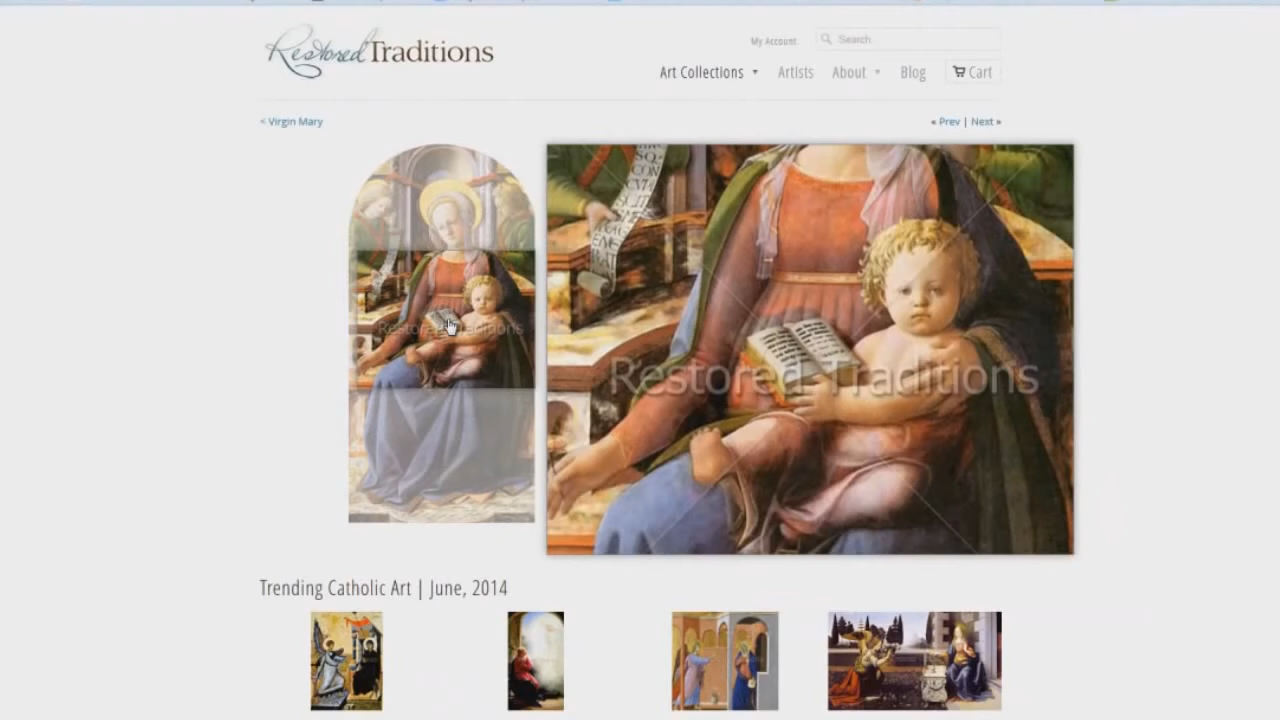 Restored Traditions
My Account
Search
Art Collections
Artists
About
Blog
Cart
< Virgin Mary
« Prev | Next »
Restored Traditions
Restored Traditions
Trending Catholic Art | June, 2014